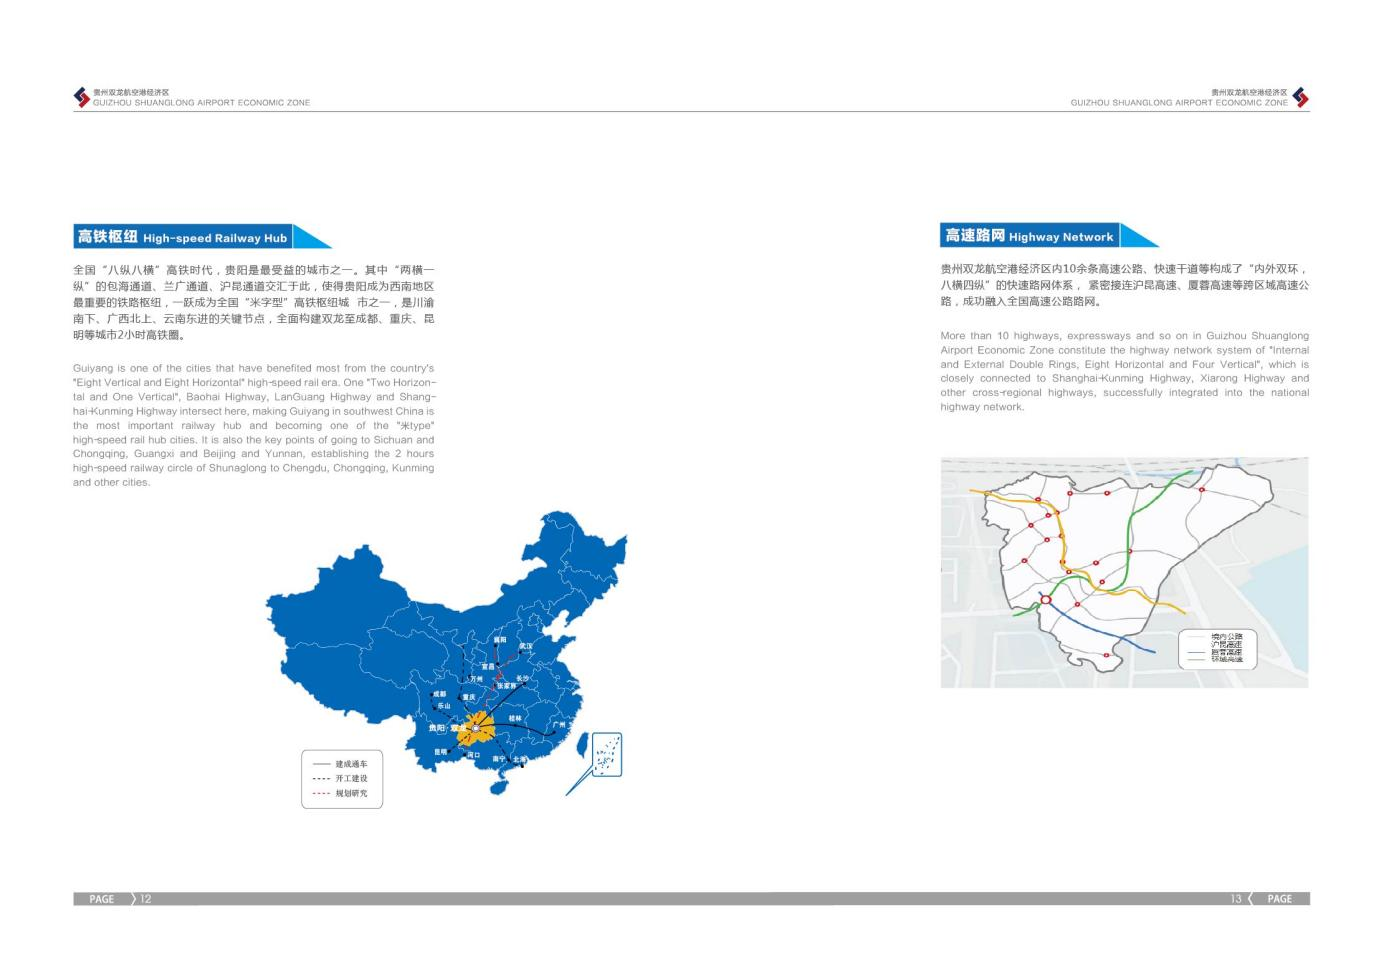 贵州双龙航空港经济区
GUIZHOU SHUANGLONG AIRPORT ECONOMIC ZONE
贵州双龙航空港经济区
GUIZHOU SHUANGLONG AIRPORT ECONOMIC ZONE
高铁枢纽 High-speed Railway Hub
全国“八纵八横”高铁时代，贵阳是最受益的城市之一。其中“两横一
纵”的包海通道、兰广通道、沪昆通道交汇于此，使得贵阳成为西南地区
最重要的铁路枢纽，一跃成为全国“米字型”高铁枢纽城 市之一，是川渝
南下、广西北上、云南东进的关键节点，全面构建双龙至成都、重庆、昆
明等城市2小时高铁圈。
Guiyang is one of the cities that have benefited most from the country's
"Eight Vertical and Eight Horizontal" high-speed rail era. One "Two Horizon-
tal and One Vertical", Baohai Highway, LanGuang Highway and Shang-
hai-Kunming Highway intersect here, making Guiyang in southwest China is
the most important railway hub and becoming one of the "米type"
high-speed rail hub cities. It is also the key points of going to Sichuan and
Chongqing, Guangxi and Beijing and Yunnan, establishing the 2 hours
high-speed railway circle of Shunaglong to Chengdu, Chongqing, Kunming
and other cities.
襄阳
武汉
宜昌
万州
张家界
长沙
成都
重庆
乐山
桂林
广州
贵阳·双龙
昆明
河口
南宁
北海
建成通车
开工建设
规划研究
高速路网 Highway Network
贵州双龙航空港经济区内10余条高速公路、快速干道等构成了“内外双环，
八横四纵”的快速路网体系， 紧密接连沪昆高速、厦蓉高速等跨区域高速公
路，成功融入全国高速公路路网。
More than 10 highways, expressways and so on in Guizhou Shuanglong
Airport Economic Zone constitute the highway network system of "Internal
and External Double Rings, Eight Horizontal and Four Vertical", which is
closely connected to Shanghai-Kunming Highway, Xiarong Highway and
other cross-regional highways, successfully integrated into the national
highway network.
境内公路
沪昆高速
厦蓉高速
环城高速
PAGE 12
13 PAGE